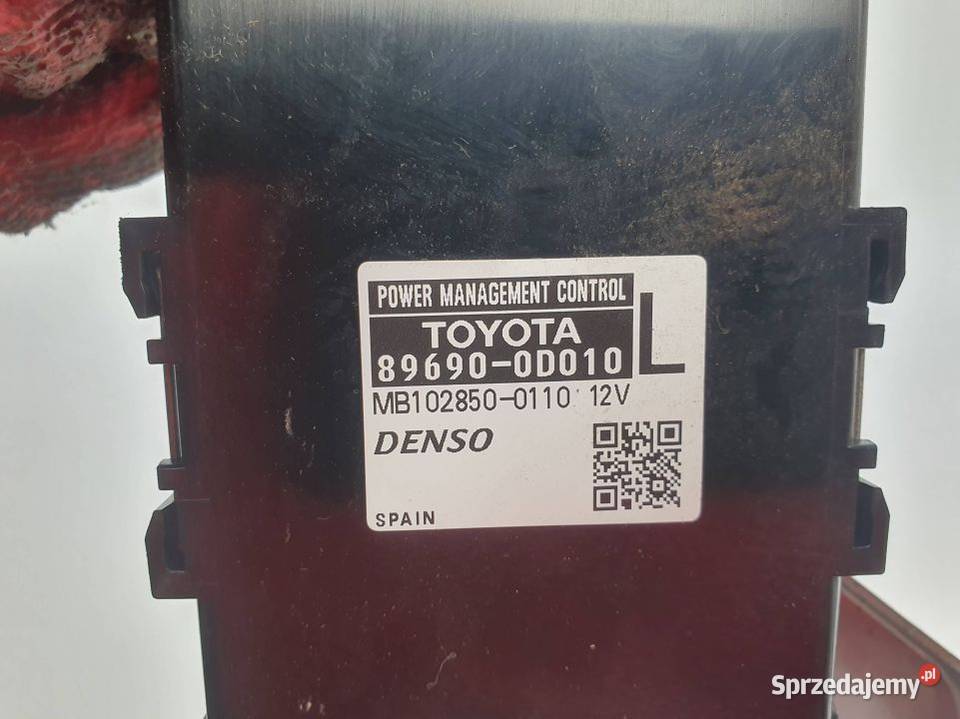 POWER MANAGEMENT CONTROL
TOYOTA
89690-0D010
L
MB102850-0110 12V
DENSO
SPAIN
Sprzedajemy.pl